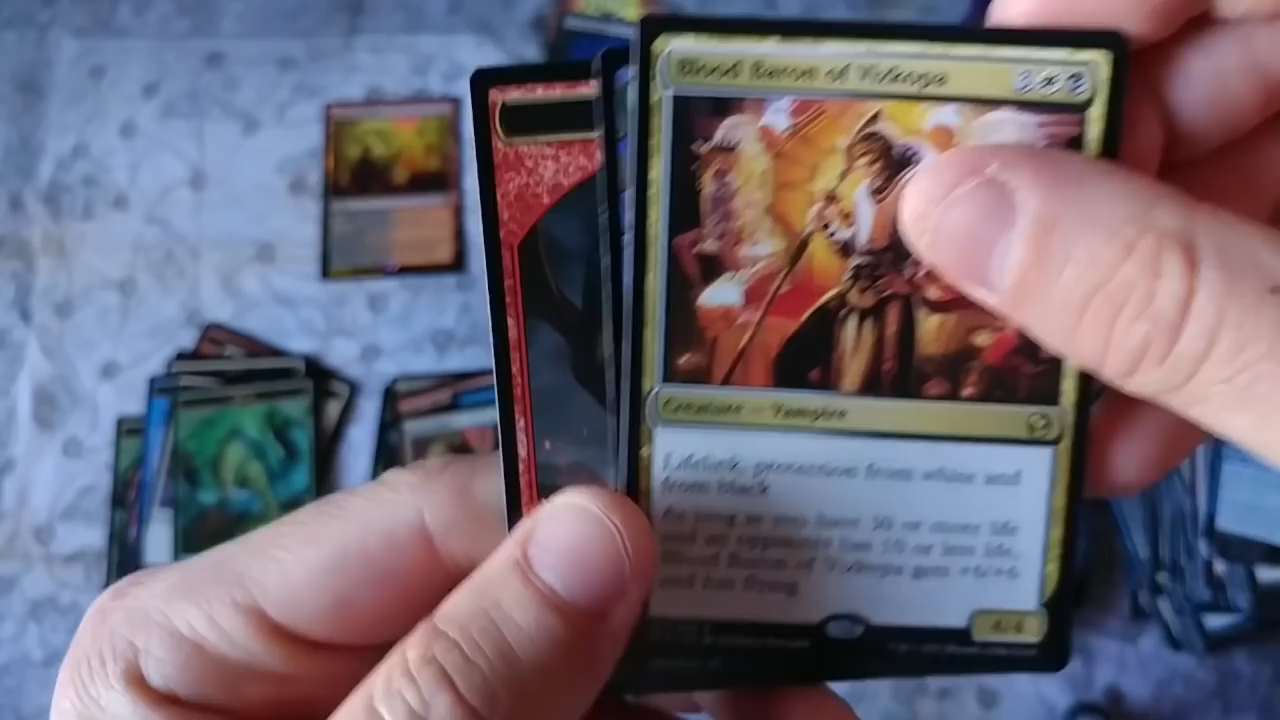 Blood Baron of Vizkopa
Creature — Vampire
Lifelink, protection from white and
from black
As long as you have 30 or more life
and an opponent has 10 or less life,
Blood Baron of Vizkopa gets +6/+6
and has flying.
4/4